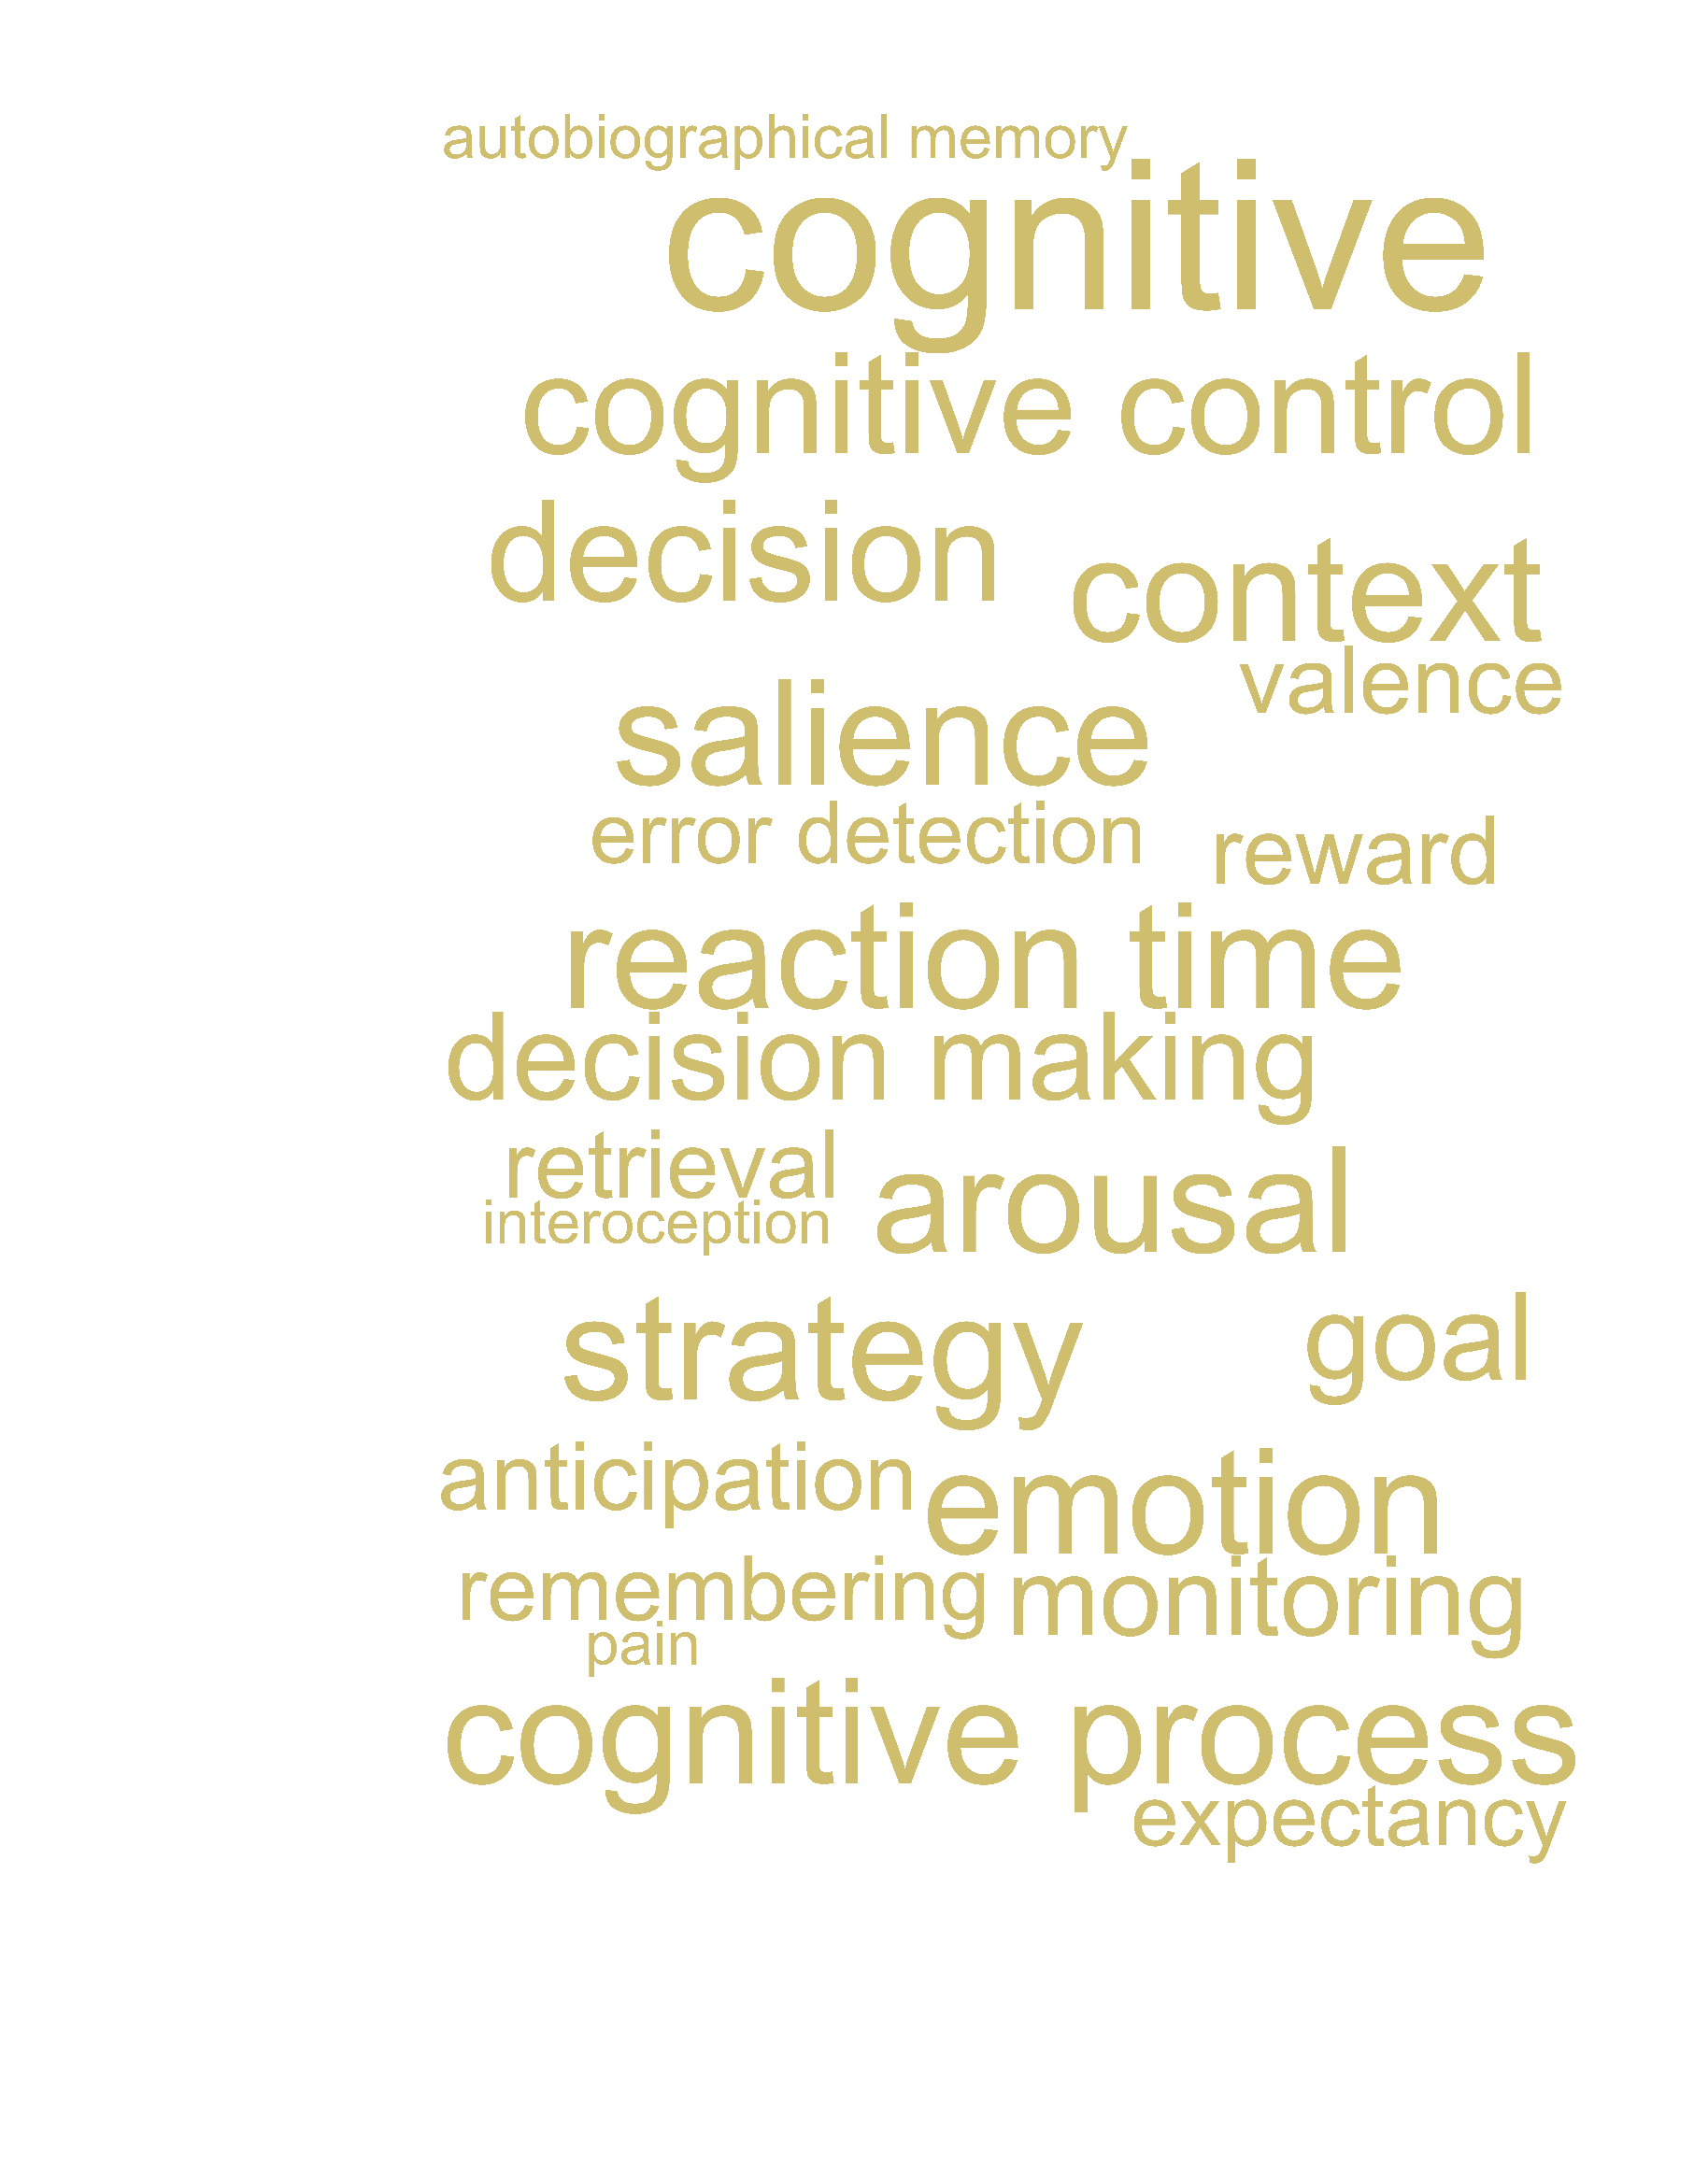 autobiographical memory
cognitive
cognitive control
decision
context
valence
salience
error detection
reward
reaction time
decision making
retrieval
interoception
arousal
strategy
goal
anticipation
emotion
remembering
monitoring
pain
cognitive process
expectancy